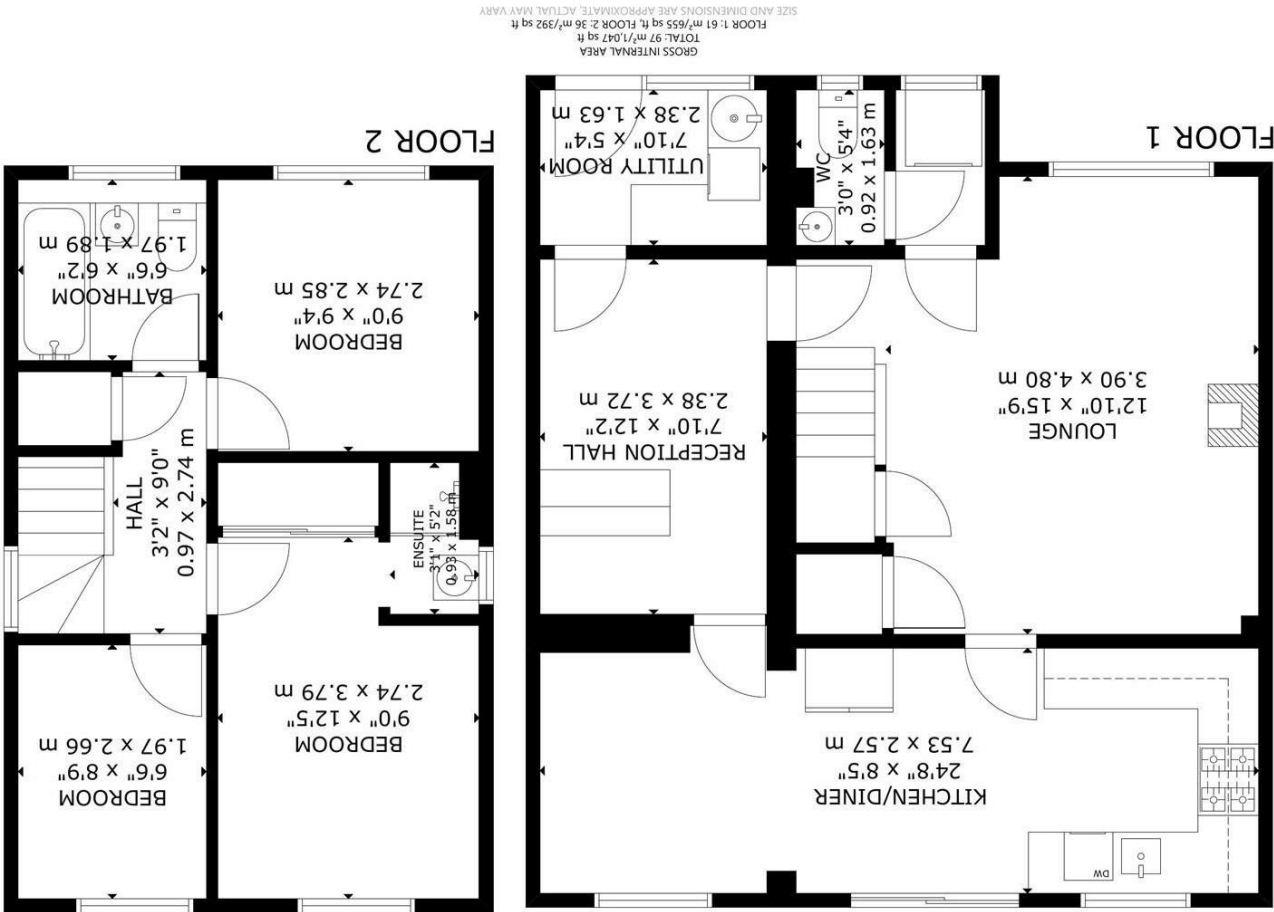 FLOOR 1
KITCHEN/DINER
24'8" x 8'5"
7.53 x 2.57 m
DW
LOUNGE
12'10" x 15'9"
3.90 x 4.80 m
RECEPTION HALL
7'10" x 12'2"
2.38 x 3.72 m
UTILITY ROOM
7'10" x 5'4"
2.38 x 1.63 m
WC
3'0" x 5'4"
0.92 x 1.63 m
FLOOR 2
BEDROOM
9'0" x 12'5"
2.74 x 3.79 m
BEDROOM
6'6" x 8'9"
1.97 x 2.66 m
ENSUITE
3'1" x 5'2"
0.93 x 1.58 m
HALL
3'2" x 9'0"
0.97 x 2.74 m
BEDROOM
9'0" x 9'4"
2.74 x 2.85 m
BATHROOM
6'6" x 6'2"
1.97 x 1.89 m
GROSS INTERNAL AREA
TOTAL: 97 m²/1,047 sq ft
FLOOR 1: 61 m²/655 sq ft, FLOOR 2: 36 m²/392 sq ft
SIZE AND DIMENSIONS ARE APPROXIMATE, ACTUAL MAY VARY